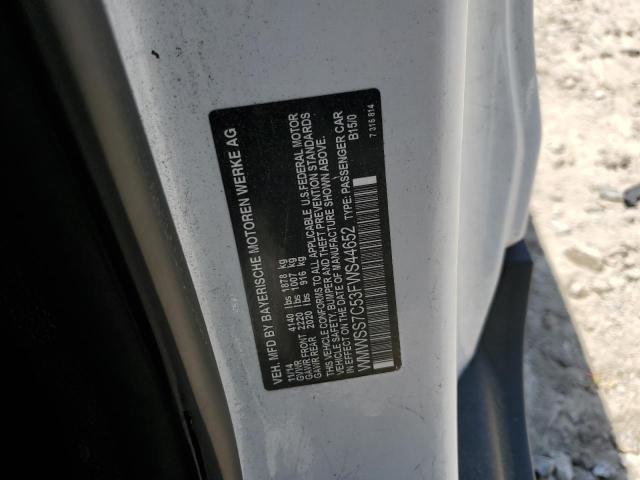 VEH. MFD BY BAYERISCHE MOTOREN WERKE AG
11/14
GVWR 4140 lbs 1878 kg
GAWR FRONT 2220 lbs 1007 kg
GAWR REAR 2020 lbs 916 kg
THIS VEHICLE CONFORMS TO ALL APPLICABLE U.S.FEDERAL MOTOR
VEHICLE SAFETY, BUMPER AND THEFT PREVENTION STANDARDS
IN EFFECT ON THE DATE OF MANUFACTURE SHOWN ABOVE.
WMWSS7C53FWS44652 TYPE: PASSENGER CAR
B15/0
7 316 814